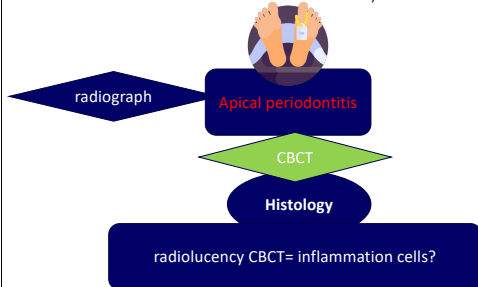 radiograph
Apical periodontitis
CBCT
Histology
radiolucency CBCT= inflammation cells?